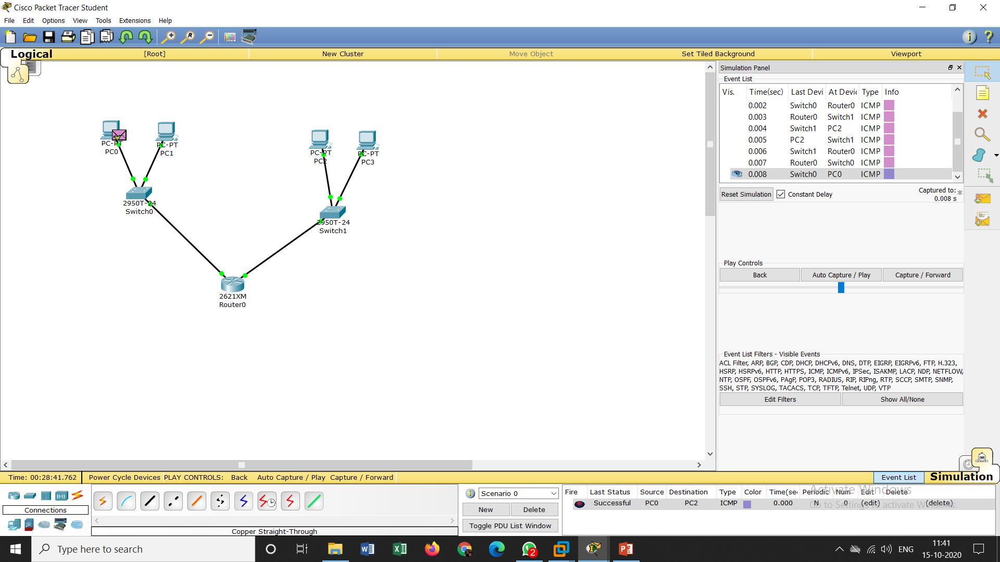 Cisco Packet Tracer Student
File Edit Options View Tools Extensions Help
Logical [Root] New Cluster Move Object Set Tiled Background Viewport
PC-PT
PC0
PC-PT
PC1
PC-PT
PC2
PC-PT
PC3
2950T-24
Switch0
2950T-24
Switch1
2621XM
Router0
Simulation Panel
Event List
Vis. Time(sec) Last Devi At Devic Type Info
0.002 Switch0 Router0 ICMP
0.003 Router0 Switch1 ICMP
0.004 Switch1 PC2 ICMP
0.005 PC2 Switch1 ICMP
0.006 Switch1 Router0 ICMP
0.007 Router0 Switch0 ICMP
0.008 Switch0 PC0 ICMP
Reset Simulation Constant Delay Captured to: *
0.008 s
Play Controls
Back Auto Capture / Play Capture / Forward
Event List Filters - Visible Events
ACL Filter, ARP, BGP, CDP, DHCP, DHCPv6, DNS, DTP, EIGRP, EIGRPv6, FTP, H.323,
HSRP, HSRPv6, HTTP, HTTPS, ICMP, ICMPv6, IPSec, ISAKMP, LACP, NDP, NETFLOW,
NTP, OSPF, OSPFv6, PAgP, POP3, RADIUS, RIP, RIPng, RTP, SCCP, SMTP, SNMP,
SSH, STP, SYSLOG, TACACS, TCP, TFTP, Telnet, UDP, VTP
Edit Filters Show All/None
Time: 00:28:41.762 Power Cycle Devices PLAY CONTROLS: Back Auto Capture / Play Capture / Forward Event List Simulation
Connections
Copper Straight-Through
Scenario 0
New Delete
Toggle PDU List Window
Fire Last Status Source Destination Type Color Time(sec Periodic Num Edit Delete
Successful PC0 PC2 ICMP 0.000 N 0 (edit) (delete)
Activate Windows
Go to Settings to activate Windows.
Type here to search
2
ENG
11:41
15-10-2020